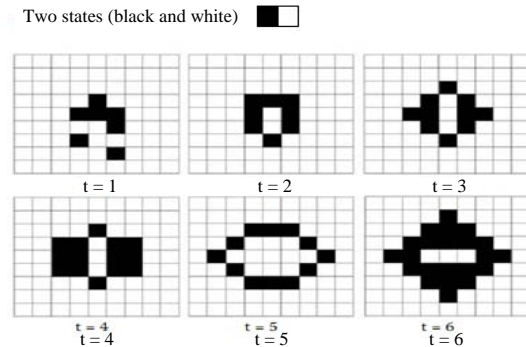 Two states (black and white)
t = 1 t = 2 t = 3
t = 4 t = 5 t = 6
t = 4 t = 5 t = 6